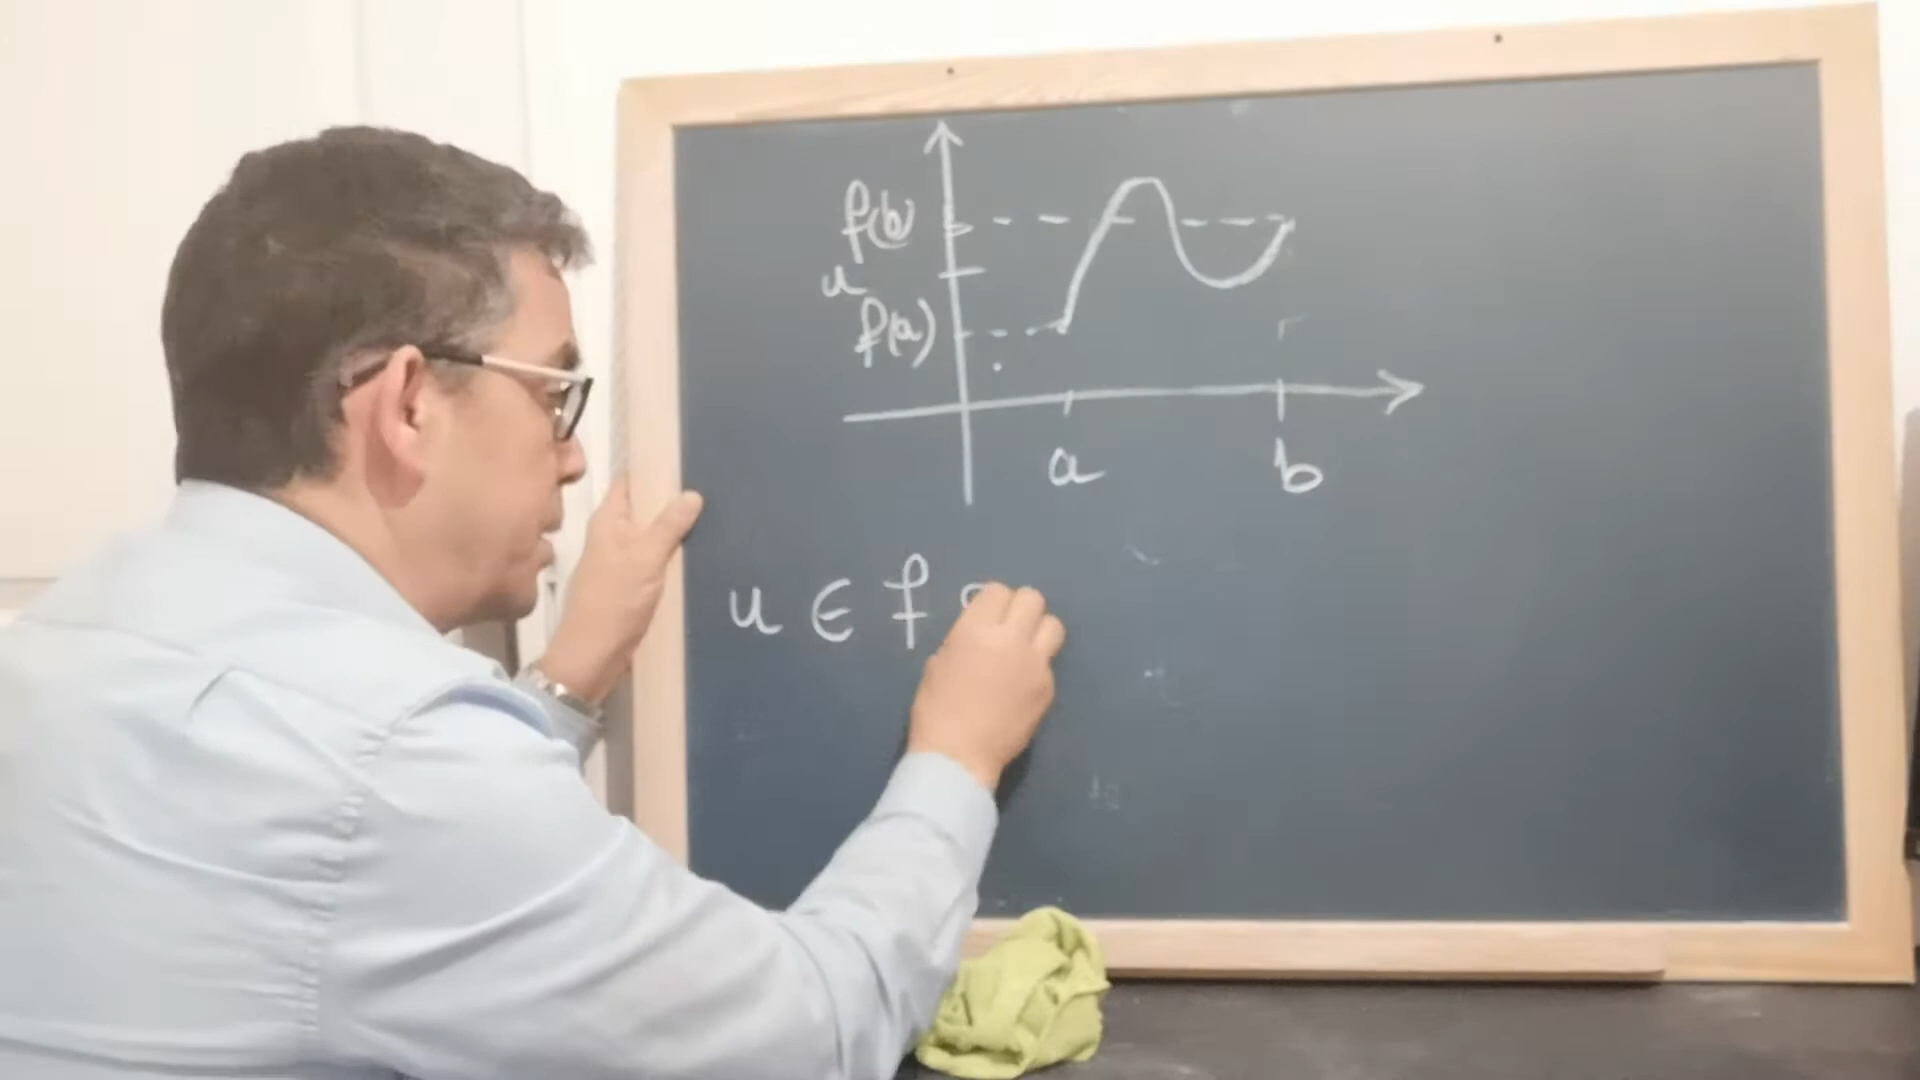 f(b)
u
f(a)
a b
u ∈ f